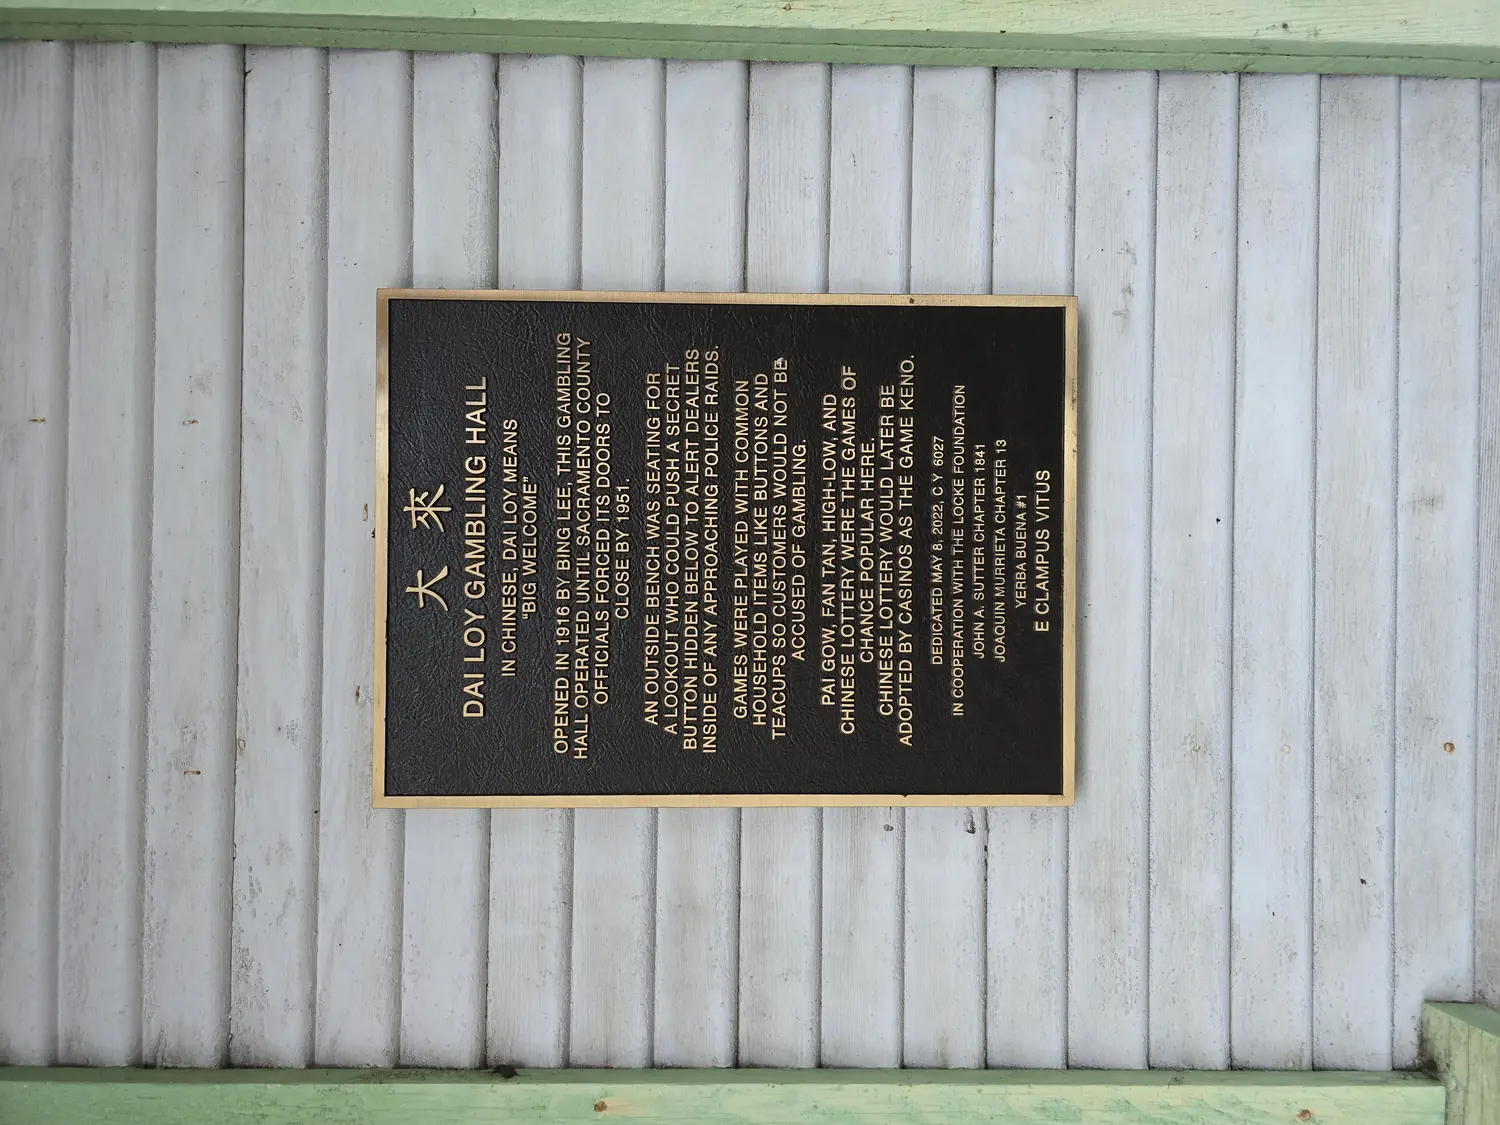 大 來
DAI LOY GAMBLING HALL
IN CHINESE, DAI LOY MEANS
“BIG WELCOME”
OPENED IN 1916 BY BING LEE, THIS GAMBLING
HALL OPERATED UNTIL SACRAMENTO COUNTY
OFFICIALS FORCED ITS DOORS TO
CLOSE BY 1951.
AN OUTSIDE BENCH WAS SEATING FOR
A LOOKOUT WHO COULD PUSH A SECRET
BUTTON HIDDEN BELOW TO ALERT DEALERS
INSIDE OF ANY APPROACHING POLICE RAIDS.
GAMES WERE PLAYED WITH COMMON
HOUSEHOLD ITEMS LIKE BUTTONS AND
TEACUPS SO CUSTOMERS WOULD NOT BE
ACCUSED OF GAMBLING.
PAI GOW, FAN TAN, HIGH-LOW, AND
CHINESE LOTTERY WERE THE GAMES OF
CHANCE POPULAR HERE.
CHINESE LOTTERY WOULD LATER BE
ADOPTED BY CASINOS AS THE GAME KENO.
DEDICATED MAY 8, 2022, C Y 6027
IN COOPERATION WITH THE LOCKE FOUNDATION
JOHN A. SUTTER CHAPTER 1841
JOAQUIN MURRIETA CHAPTER 13
YERBA BUENA #1
E CLAMPUS VITUS